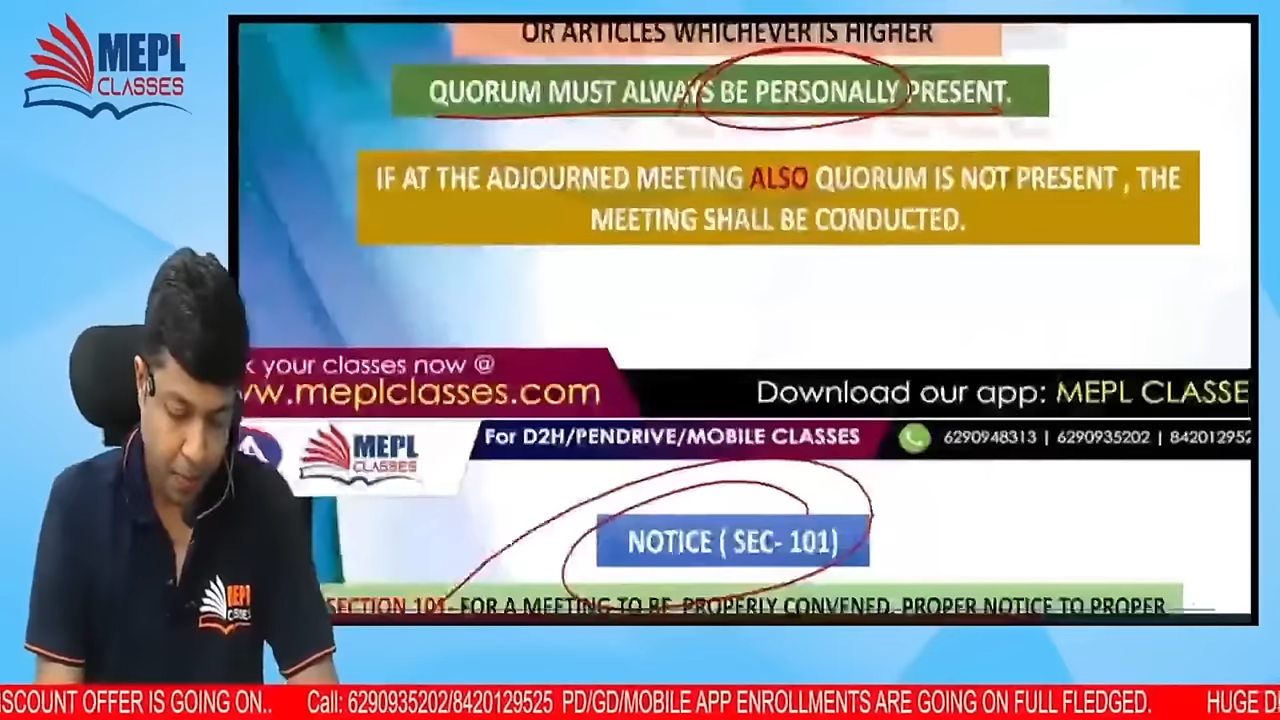 MEPL
CLASSES
OR ARTICLES WHICHEVER IS HIGHER
QUORUM MUST ALWAYS BE PERSONALLY PRESENT.
IF AT THE ADJOURNED MEETING ALSO QUORUM IS NOT PRESENT , THE
MEETING SHALL BE CONDUCTED.
k your classes now @
w.meplclasses.com
Download our app: MEPL CLASSE
MEPL
CLASSES
For D2H/PENDRIVE/MOBILE CLASSES
6290948313 | 6290935202 | 842012952
NOTICE ( SEC- 101)
SECTION 101- FOR A MEETING TO BE PROPERLY CONVENED, PROPER NOTICE TO PROPER
MEPL
CLASSES
ISCOUNT OFFER IS GOING ON.. Call: 6290935202/8420129525 PD/GD/MOBILE APP ENROLLMENTS ARE GOING ON FULL FLEDGED. HUGE D